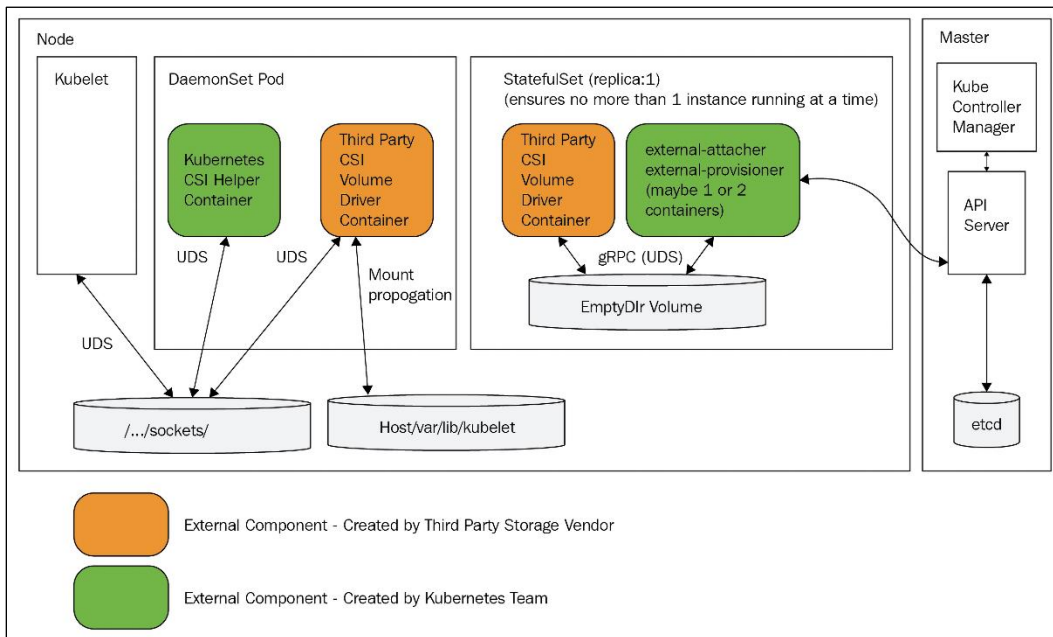 Node
Kubelet
DaemonSet Pod
Kubernetes
CSI Helper
Container
Third Party
CSI
Volume
Driver
Container
UDS
UDS
Mount
propogation
UDS
StatefulSet (replica:1)
(ensures no more than 1 instance running at a time)
Third Party
CSI
Volume
Driver
Container
external-attacher
external-provisioner
(maybe 1 or 2
containers)
gRPC (UDS)
EmptyDIr Volume
/.../sockets/
Host/var/lib/kubelet
Master
Kube
Controller
Manager
API
Server
etcd
External Component - Created by Third Party Storage Vendor
External Component - Created by Kubernetes Team